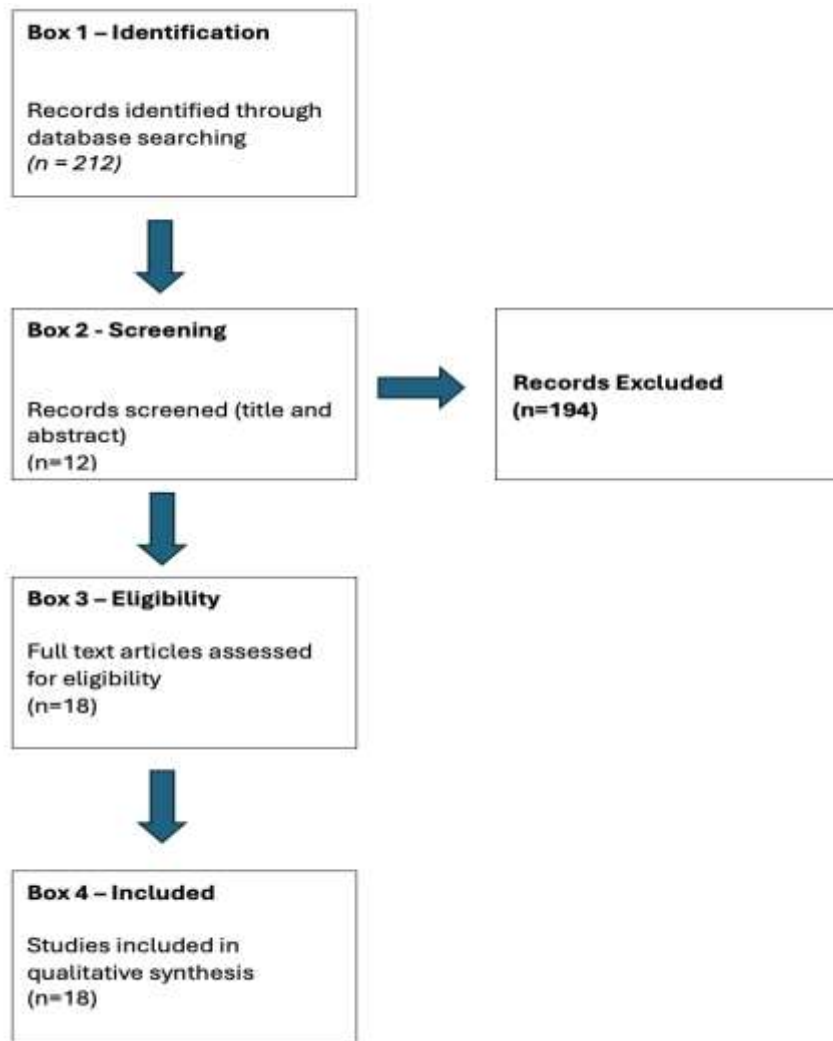 Box 1 – Identification
Records identified through
database searching
(n = 212)
Box 2 - Screening
Records screened (title and
abstract)
(n=12)
Records Excluded
(n=194)
Box 3 – Eligibility
Full text articles assessed
for eligibility
(n=18)
Box 4 – Included
Studies included in
qualitative synthesis
(n=18)